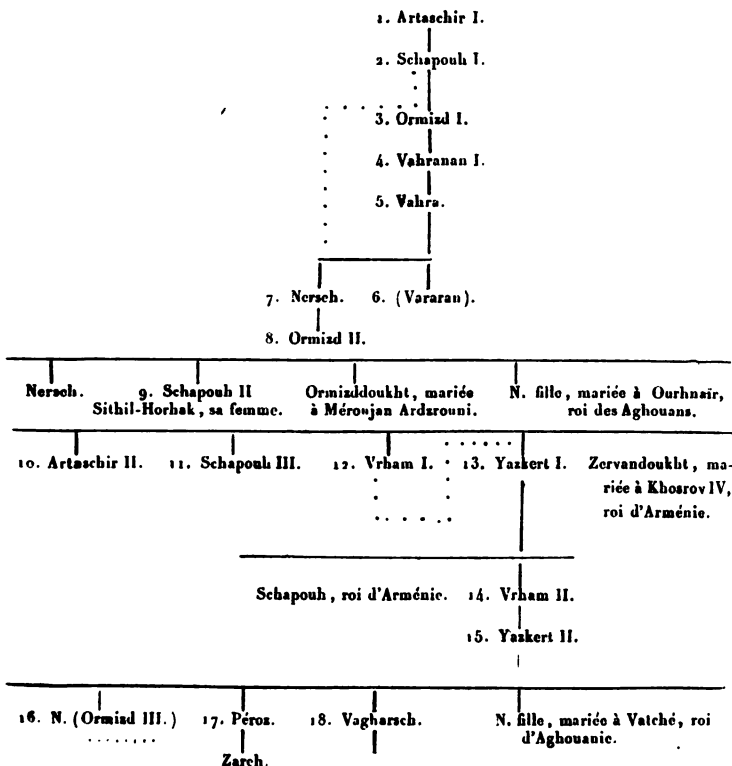 1. Artaschir I.
2. Schapouh I.
3. Ormizd I.
4. Vahranan I.
5. Vahra.
7. Nersch. 6. (Vararan).
8. Ormizd II.
Nersch. 9. Schapouh II Ormizddoukht, mariée N. fille, mariée à Ourhnaïr,
Sithil-Horhak, sa femme. à Méroujan Ardzrouni. roi des Aghouans.
10. Artaschir II. 11. Schapouh III. 12. Vrham I. 13. Yazkert I. Zervandoukht, ma-
riée à Khosrov IV,
roi d'Arménie.
Schapouh, roi d'Arménie. 14. Vrham II.
15. Yazkert II.
16. N. (Ormizd III.) 17. Péroz. 18. Vagharsch. N. fille, mariée à Vatché, roi
d'Aghouanie.
Zareh.